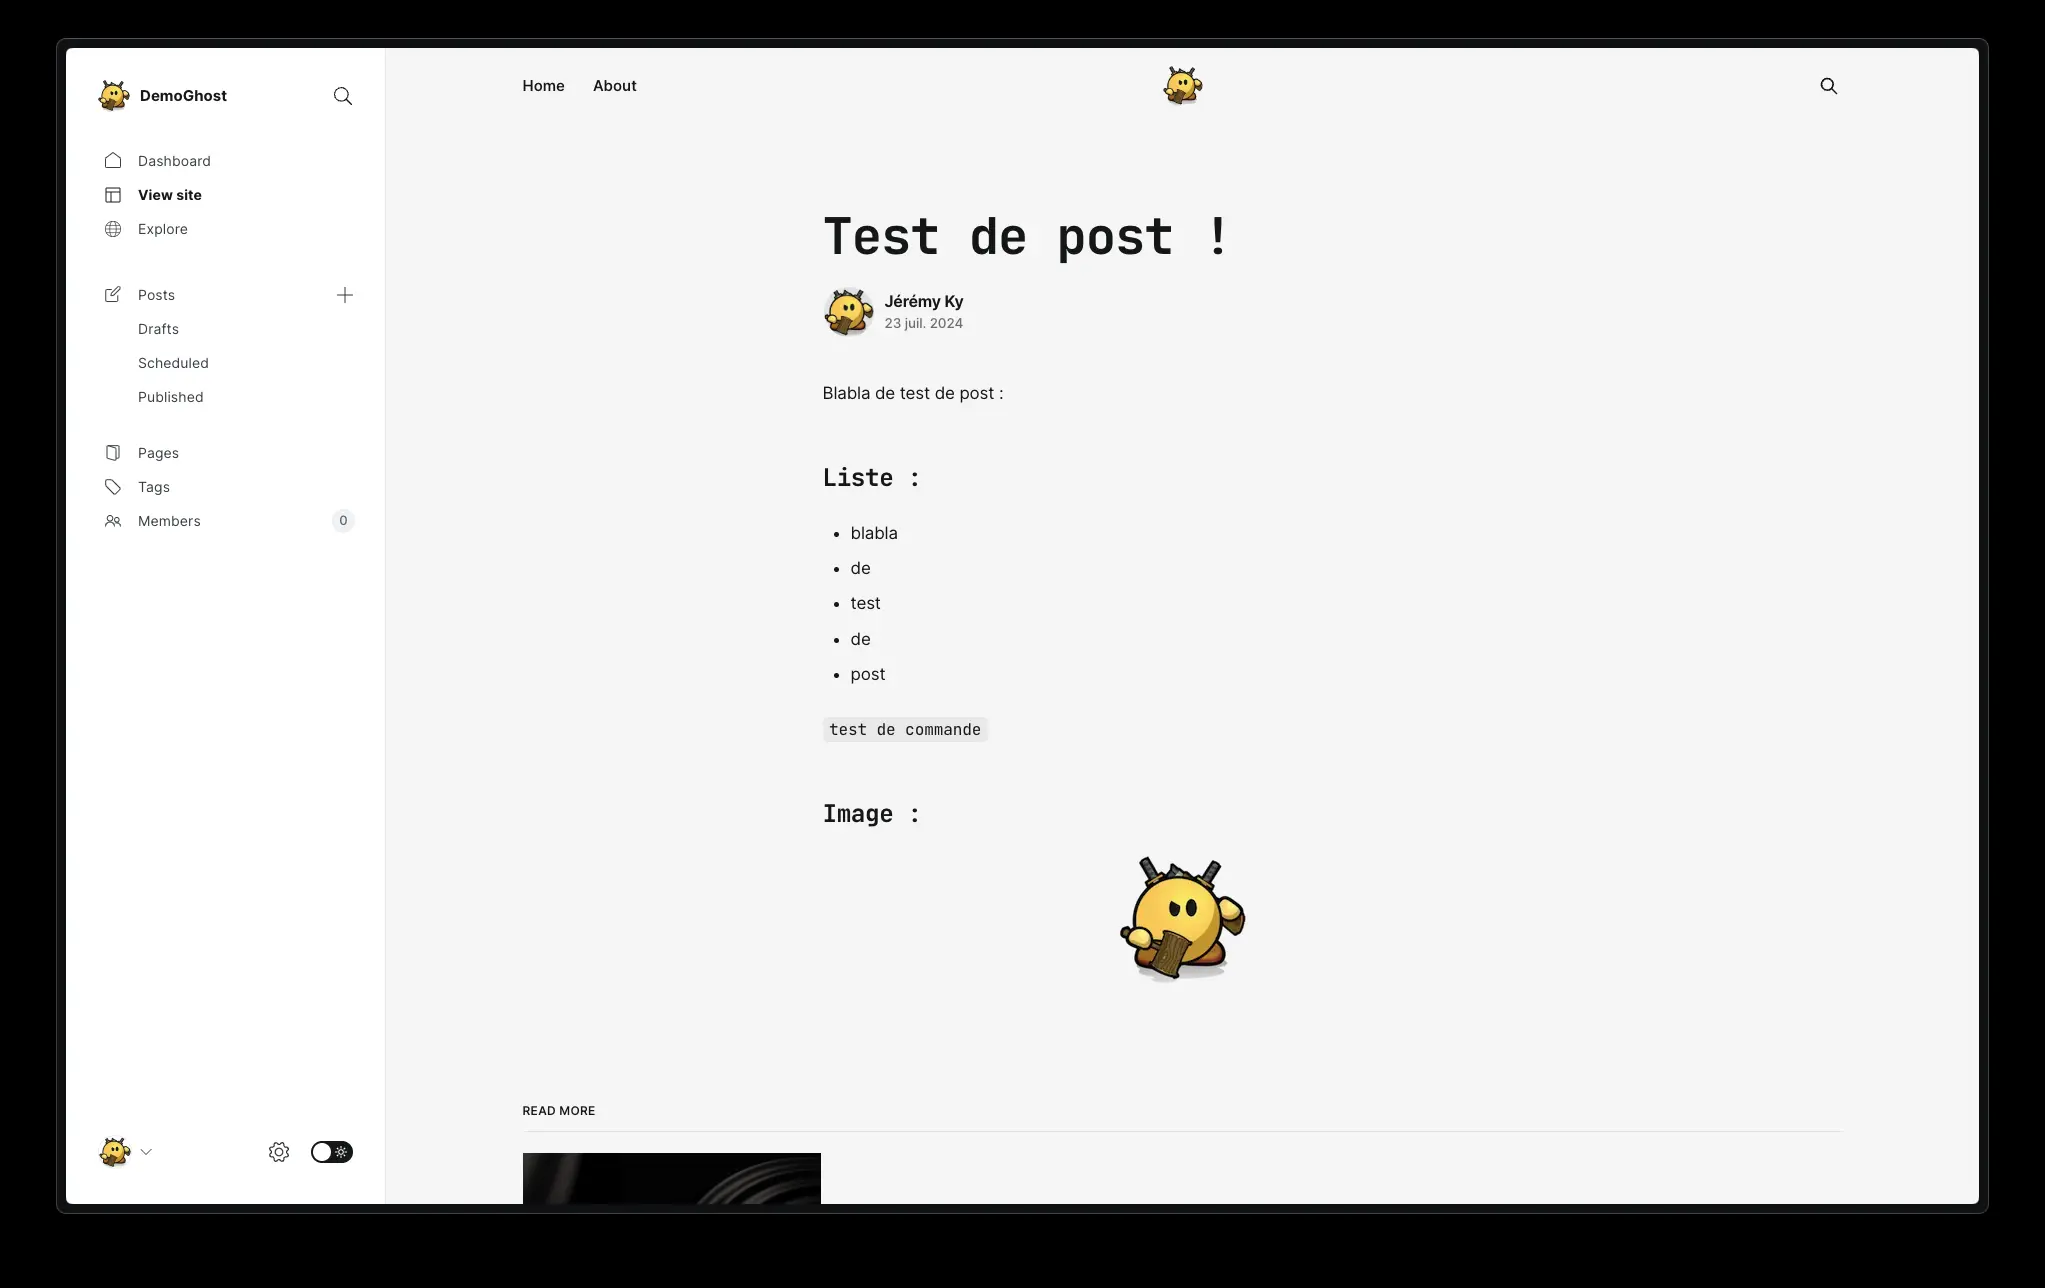 DemoGhost
Dashboard
View site
Explore
Posts
Drafts
Scheduled
Published
Pages
Tags
Members 0
Home About
Test de post !
Jérémy Ky
23 juil. 2024
Blabla de test de post :
Liste :
• blabla
• de
• test
• de
• post
test de commande
Image :
READ MORE